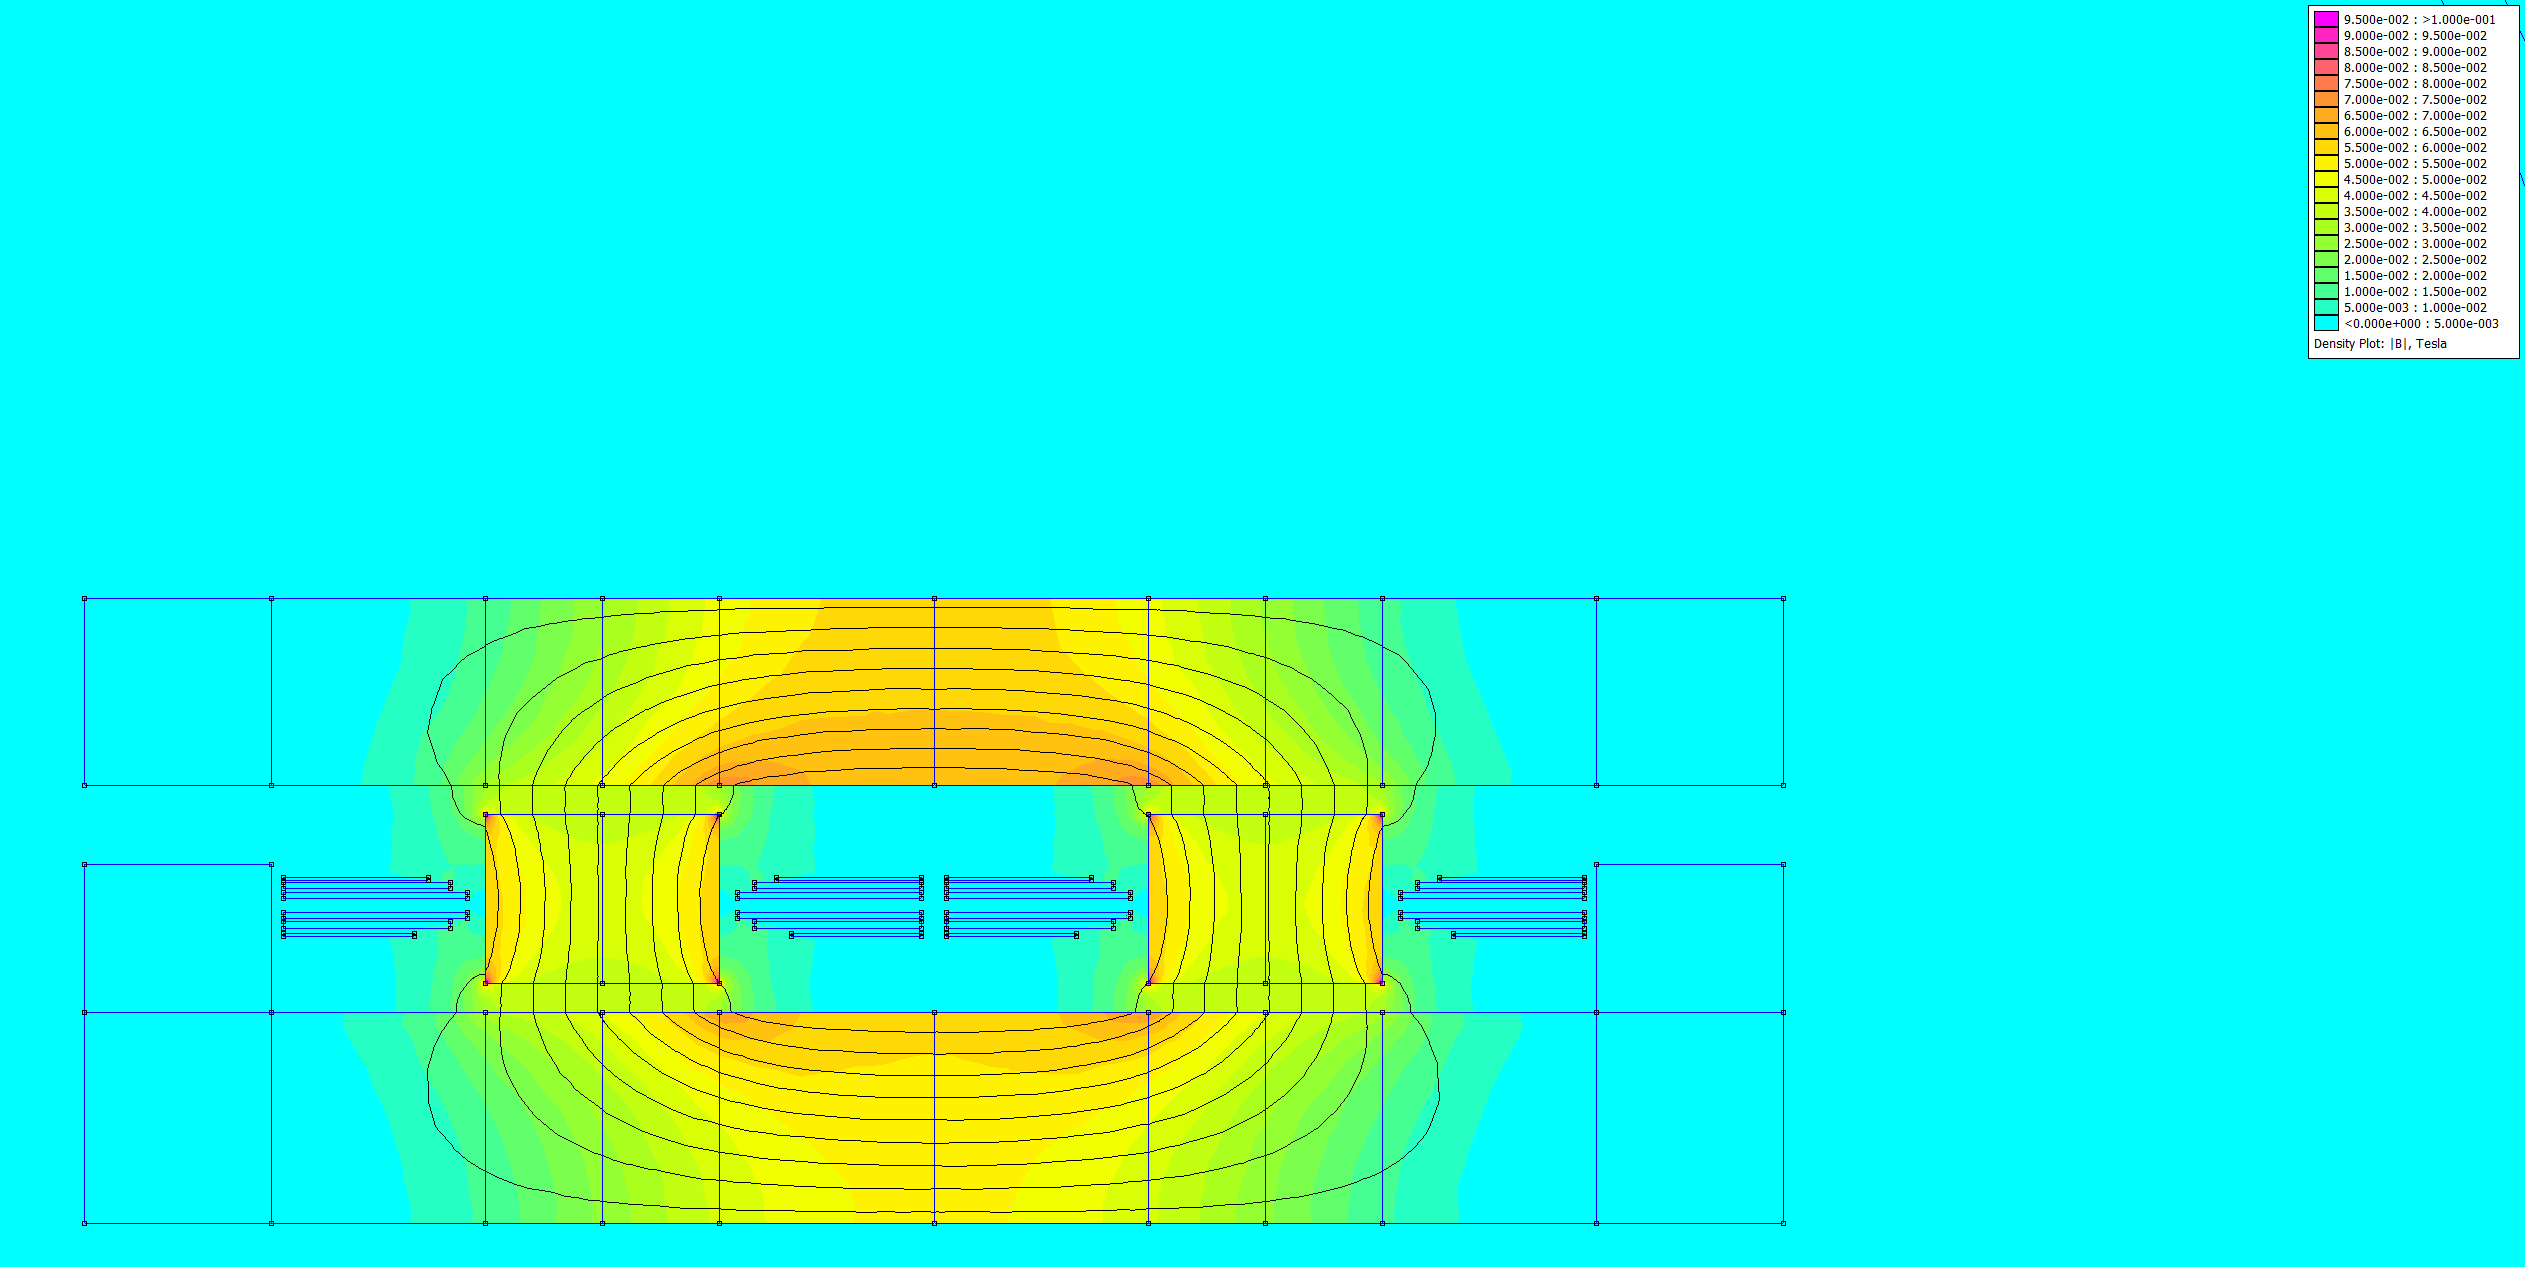 9.500e-002 : >1.000e-001
9.000e-002 : 9.500e-002
8.500e-002 : 9.000e-002
8.000e-002 : 8.500e-002
7.500e-002 : 8.000e-002
7.000e-002 : 7.500e-002
6.500e-002 : 7.000e-002
6.000e-002 : 6.500e-002
5.500e-002 : 6.000e-002
5.000e-002 : 5.500e-002
4.500e-002 : 5.000e-002
4.000e-002 : 4.500e-002
3.500e-002 : 4.000e-002
3.000e-002 : 3.500e-002
2.500e-002 : 3.000e-002
2.000e-002 : 2.500e-002
1.500e-002 : 2.000e-002
1.000e-002 : 1.500e-002
5.000e-003 : 1.000e-002
<0.000e+000 : 5.000e-003
Density Plot: |B|, Tesla